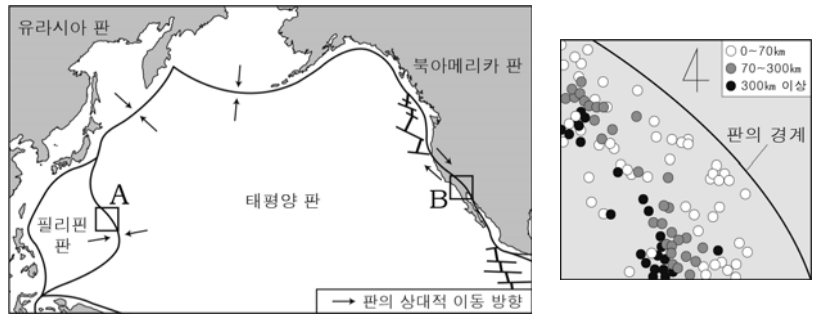 유라시아 판
북아메리카 판
A
B
태평양 판
필리핀
판
→ 판의 상대적 이동 방향
0~70㎞
70~300㎞
300㎞ 이상
판의 경계